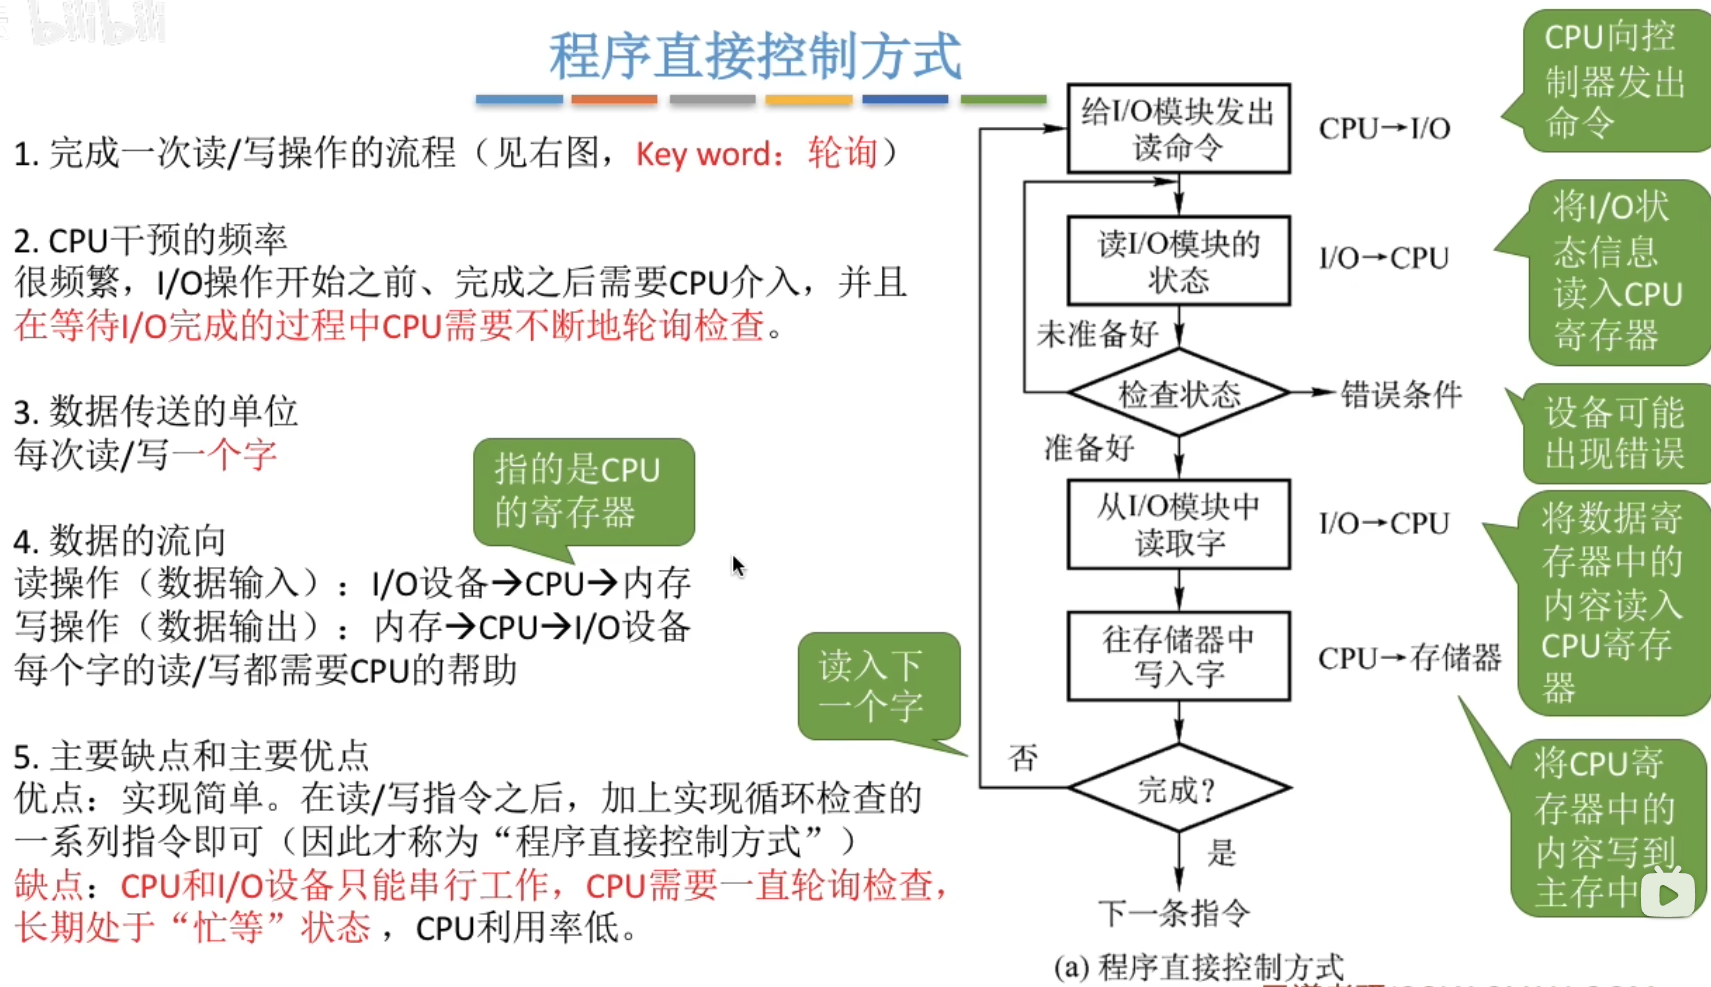 bilibili
程序直接控制方式
1. 完成一次读/写操作的流程（见右图，Key word：轮询）
2. CPU干预的频率
很频繁，I/O操作开始之前、完成之后需要CPU介入，并且
在等待I/O完成的过程中CPU需要不断地轮询检查。
3. 数据传送的单位
每次读/写一个字
指的是CPU
的寄存器
4. 数据的流向
读操作（数据输入）：I/O设备→CPU→内存
写操作（数据输出）：内存→CPU→I/O设备
每个字的读/写都需要CPU的帮助
5. 主要缺点和主要优点
优点：实现简单。在读/写指令之后，加上实现循环检查的
一系列指令即可（因此才称为“程序直接控制方式”）
缺点：CPU和I/O设备只能串行工作，CPU需要一直轮询检查，
长期处于“忙等”状态，CPU利用率低。
给I/O模块发出
读命令
CPU→I/O
CPU向控
制器发出
命令
读I/O模块的
状态
I/O→CPU
将I/O状
态信息
读入CPU
寄存器
未准备好
检查状态
错误条件
设备可能
出现错误
准备好
从I/O模块中
读取字
I/O→CPU
将数据寄
存器中的
内容读入
CPU寄存
器
往存储器中
写入字
CPU→存储器
将CPU寄
存器中的
内容写到
主存中
读入下
一个字
否
完成?
是
下一条指令
(a) 程序直接控制方式